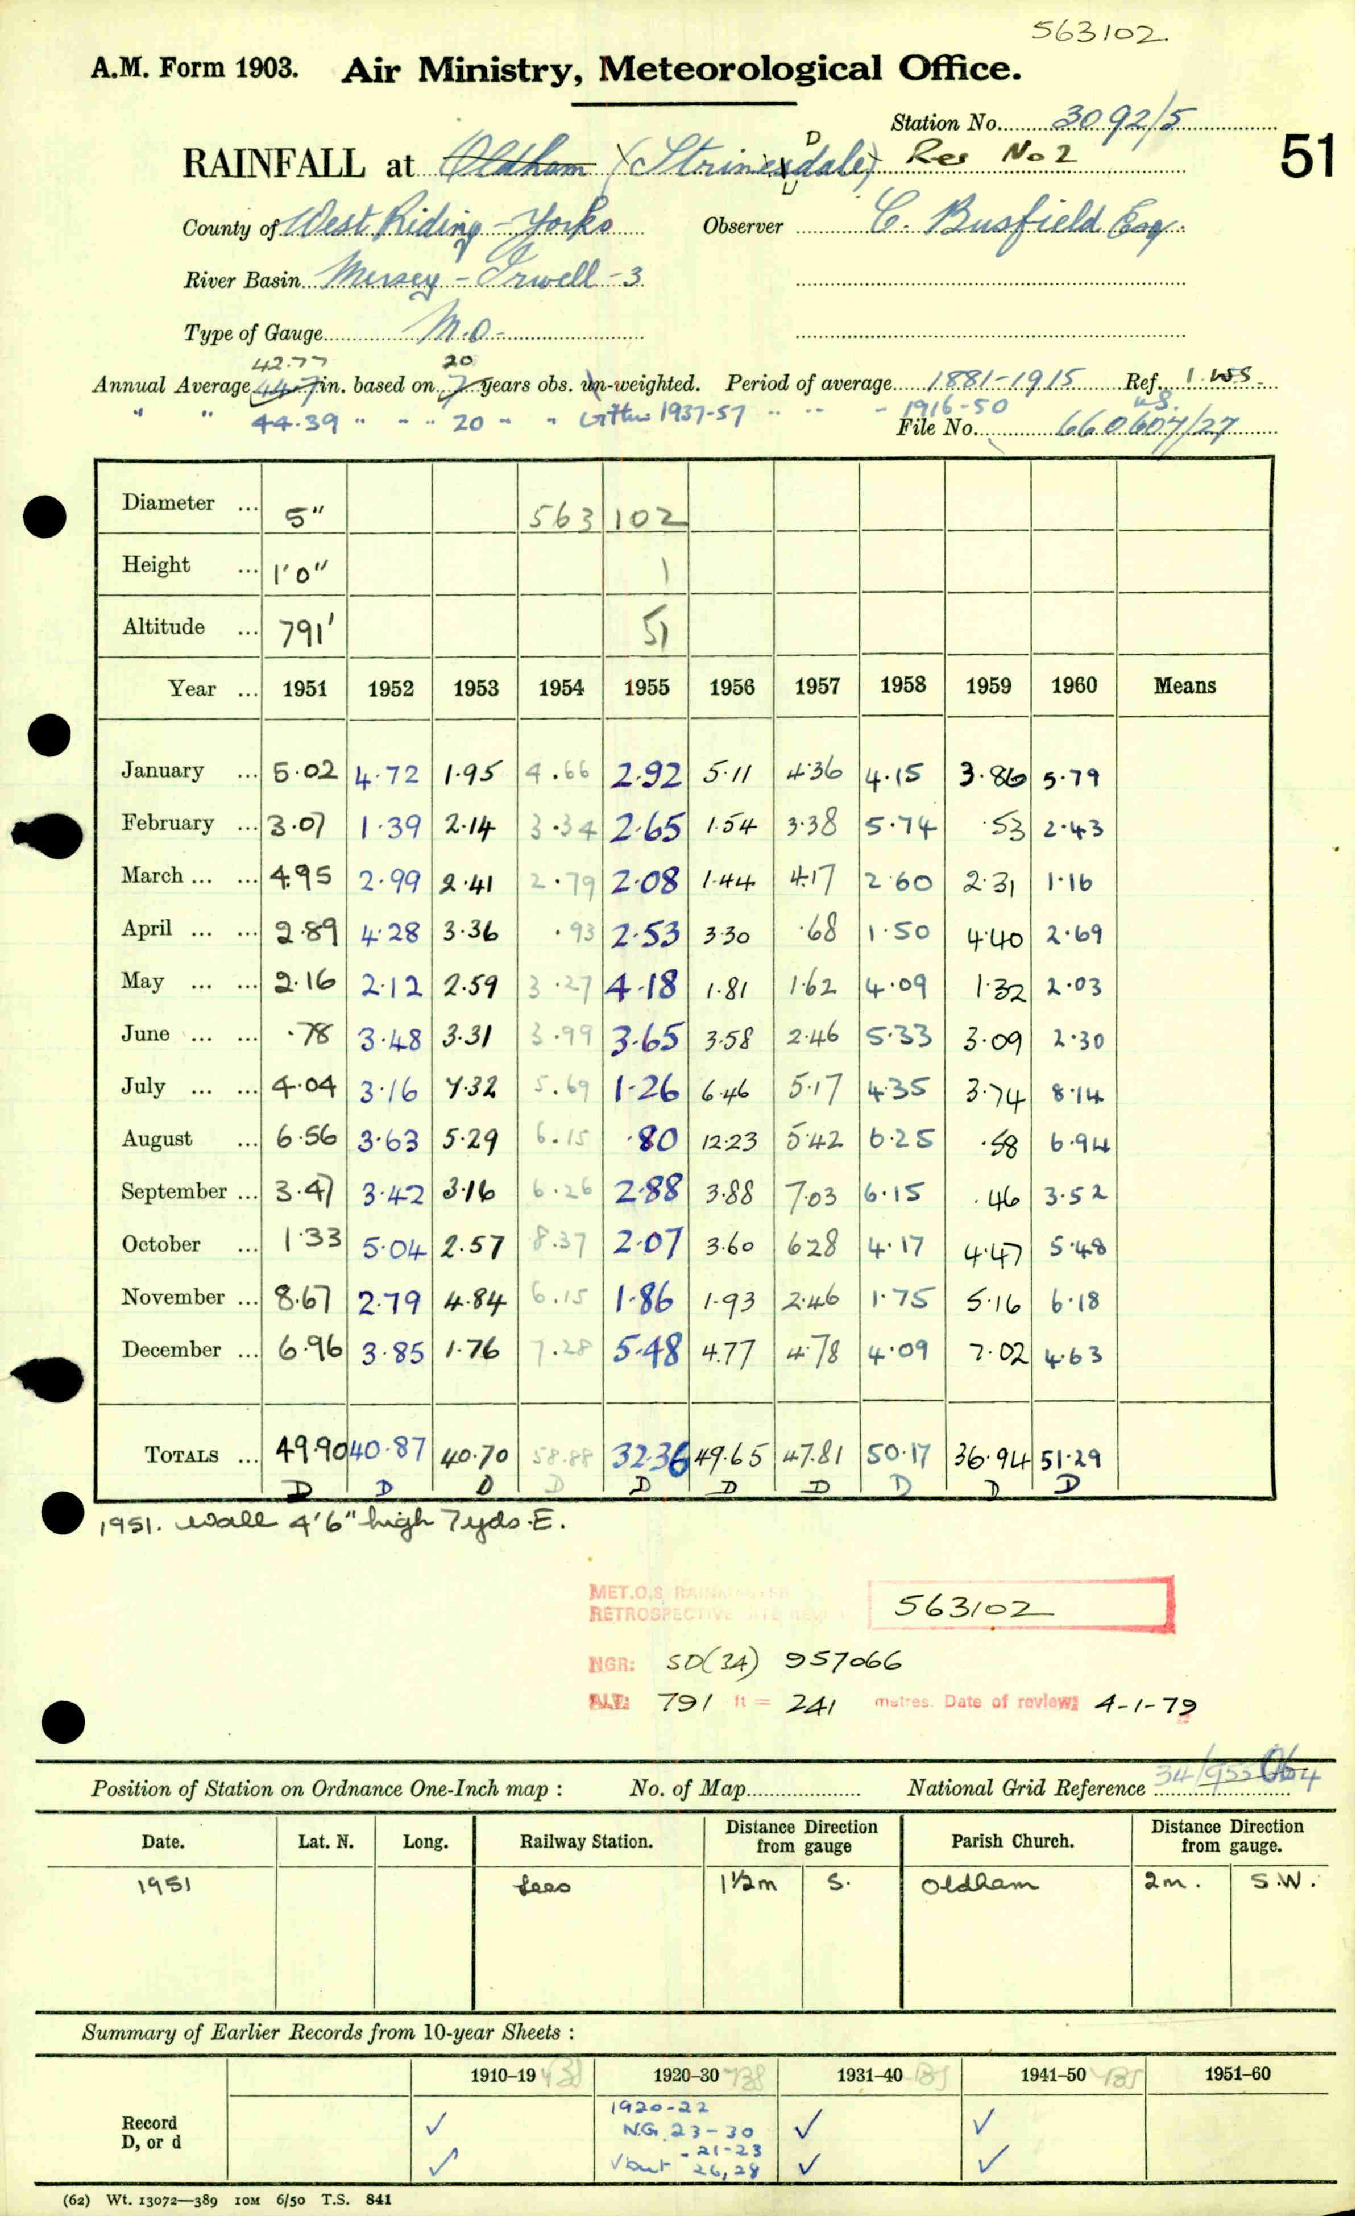 563102
A.M. Form 1903. Air Ministry, Meteorological Office.
Station No. 3092/5
51
RAINFALL at Oldham (Strinesdale) Res No 2
D
U
County of West Riding - Yorks Observer C. Busfield Esq.
River Basin Mersey - Irwell - 3
Type of Gauge M.O.
42.77 20
Annual Average 44.7 in. based on 7 years obs. un-weighted. Period of average 1881-1915 Ref. 1. WS.
" " 44.39 " " " 20 " " 1937-57 " " - 1916-50 WS.
File No. 660607/27
Diameter ... 5" 563 102
Height ... 1'0" 1
Altitude ... 791' 51
Year ... 1951 1952 1953 1954 1955 1956 1957 1958 1959 1960 Means
January ... 5.02 4.72 1.95 4.66 2.92 5.11 4.36 4.15 3.86 5.79
February ... 3.07 1.39 2.14 3.34 2.65 1.54 3.38 5.74 .53 2.43
March ... ... 4.95 2.99 2.41 2.79 2.08 1.44 4.17 2.60 2.31 1.16
April ... ... 2.89 4.28 3.36 .93 2.53 3.30 .68 1.50 4.40 2.69
May ... ... 2.16 2.12 2.59 3.27 4.18 1.81 1.62 4.09 1.32 2.03
June ... ... .78 3.48 3.31 3.99 3.65 3.58 2.46 5.33 3.09 2.30
July ... ... 4.04 3.16 7.32 5.69 1.26 6.46 5.17 4.35 3.74 8.14
August ... 6.56 3.63 5.29 6.15 .80 12.23 5.42 6.25 .58 6.94
September ... 3.47 3.42 3.16 6.26 2.88 3.88 7.03 6.15 .46 3.52
October ... 1.33 5.04 2.57 8.37 2.07 3.60 6.28 4.17 4.47 5.48
November ... 8.67 2.79 4.84 6.15 1.86 1.93 2.46 1.75 5.16 6.18
December ... 6.96 3.85 1.76 7.28 5.48 4.77 4.78 4.09 7.02 4.63
TOTALS ... 49.90 40.87 40.70 58.88 32.36 49.65 47.81 50.17 36.94 51.29
D D D D D D D D D D
1951. Wall 4'6" high 7yds. E.
MET.O.8 RAINMASTER
RETROSPECTIVE SITE REVIEW 563102
NGR: SD(34) 957066
ALT: 791 ft = 241 metres. Date of review: 4-1-79
Position of Station on Ordnance One-Inch map : No. of Map National Grid Reference 34/953064
Date. Lat. N. Long. Railway Station. Distance from gauge Direction Parish Church. Distance from gauge. Direction
1951 Lees 1½m S. Oldham 2m. S.W.
Summary of Earlier Records from 10-year Sheets :
1910–19 1920–30 1931–40 1941–50 1951–60
Record
D, or d
✓ 1920-22 ✓ ✓
N.G. 23-30
✓ ✓ but -21-23 ✓ ✓
26, 28
(62) Wt. 13072—389 10M 6/50 T.S. 841